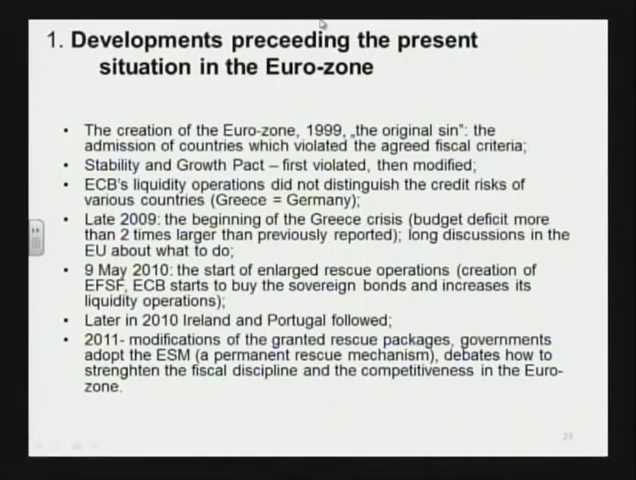 1. Developments preceeding the present
situation in the Euro-zone
• The creation of the Euro-zone, 1999, „the original sin": the
admission of countries which violated the agreed fiscal criteria;
• Stability and Growth Pact – first violated, then modified;
• ECB's liquidity operations did not distinguish the credit risks of
various countries (Greece = Germany);
• Late 2009: the beginning of the Greece crisis (budget deficit more
than 2 times larger than previously reported); long discussions in the
EU about what to do;
• 9 May 2010: the start of enlarged rescue operations (creation of
EFSF, ECB starts to buy the sovereign bonds and increases its
liquidity operations);
• Later in 2010 Ireland and Portugal followed;
• 2011- modifications of the granted rescue packages, governments
adopt the ESM (a permanent rescue mechanism), debates how to
strenghten the fiscal discipline and the competitiveness in the Euro-
zone.